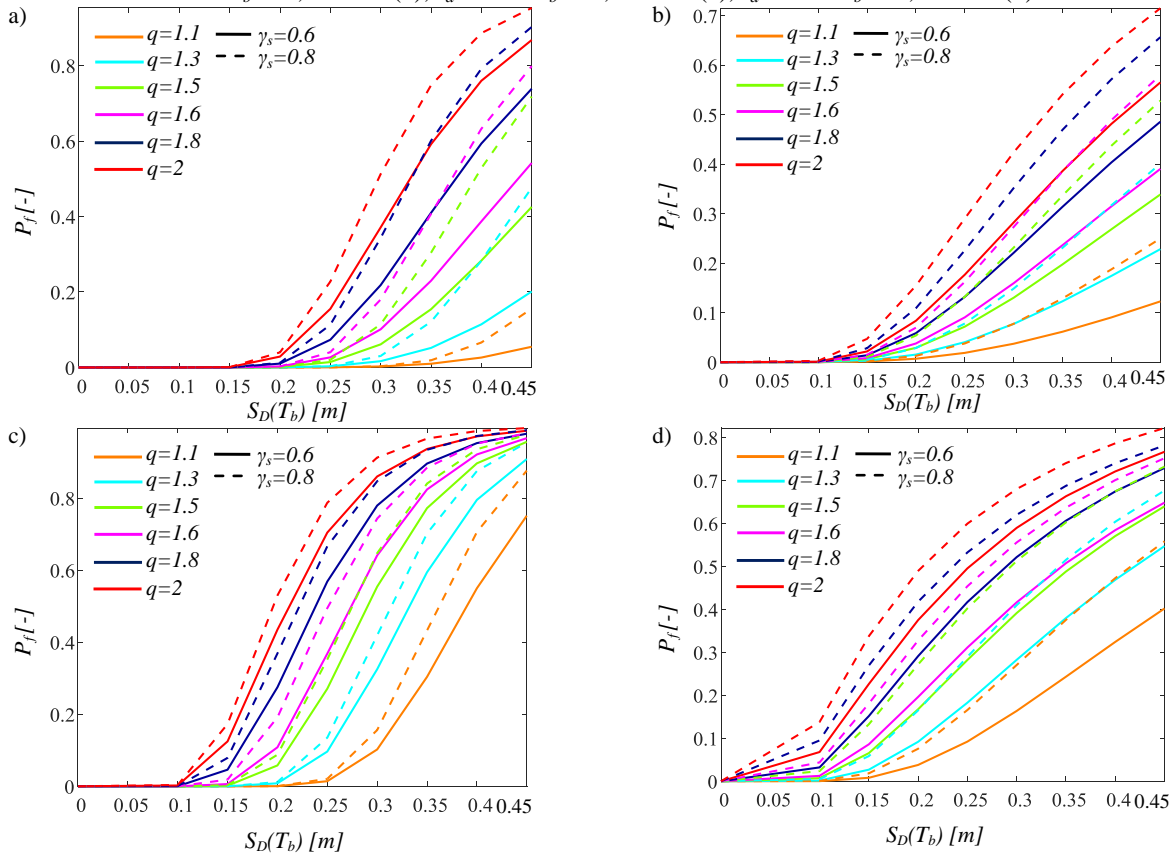 a)
q=1.1 γs=0.6
q=1.3 γs=0.8
q=1.5
q=1.6
q=1.8
q=2
Pf [-]
0.8
0.6
0.4
0.2
0
0 0.05 0.1 0.15 0.2 0.25 0.3 0.35 0.4 0.45
SD(Tb) [m]
b)
q=1.1 γs=0.6
q=1.3 γs=0.8
q=1.5
q=1.6
q=1.8
q=2
Pf [-]
0.7
0.6
0.5
0.4
0.3
0.2
0.1
0
0 0.05 0.1 0.15 0.2 0.25 0.3 0.35 0.4 0.45
SD(Tb) [m]
c)
q=1.1 γs=0.6
q=1.3 γs=0.8
q=1.5
q=1.6
q=1.8
q=2
Pf [-]
0.8
0.6
0.4
0.2
0
0 0.05 0.1 0.15 0.2 0.25 0.3 0.35 0.4 0.45
SD(Tb) [m]
d)
q=1.1 γs=0.6
q=1.3 γs=0.8
q=1.5
q=1.6
q=1.8
q=2
Pf [-]
0.8
0.7
0.6
0.5
0.4
0.3
0.2
0.1
0
0 0.05 0.1 0.15 0.2 0.25 0.3 0.35 0.4 0.45
SD(Tb) [m]